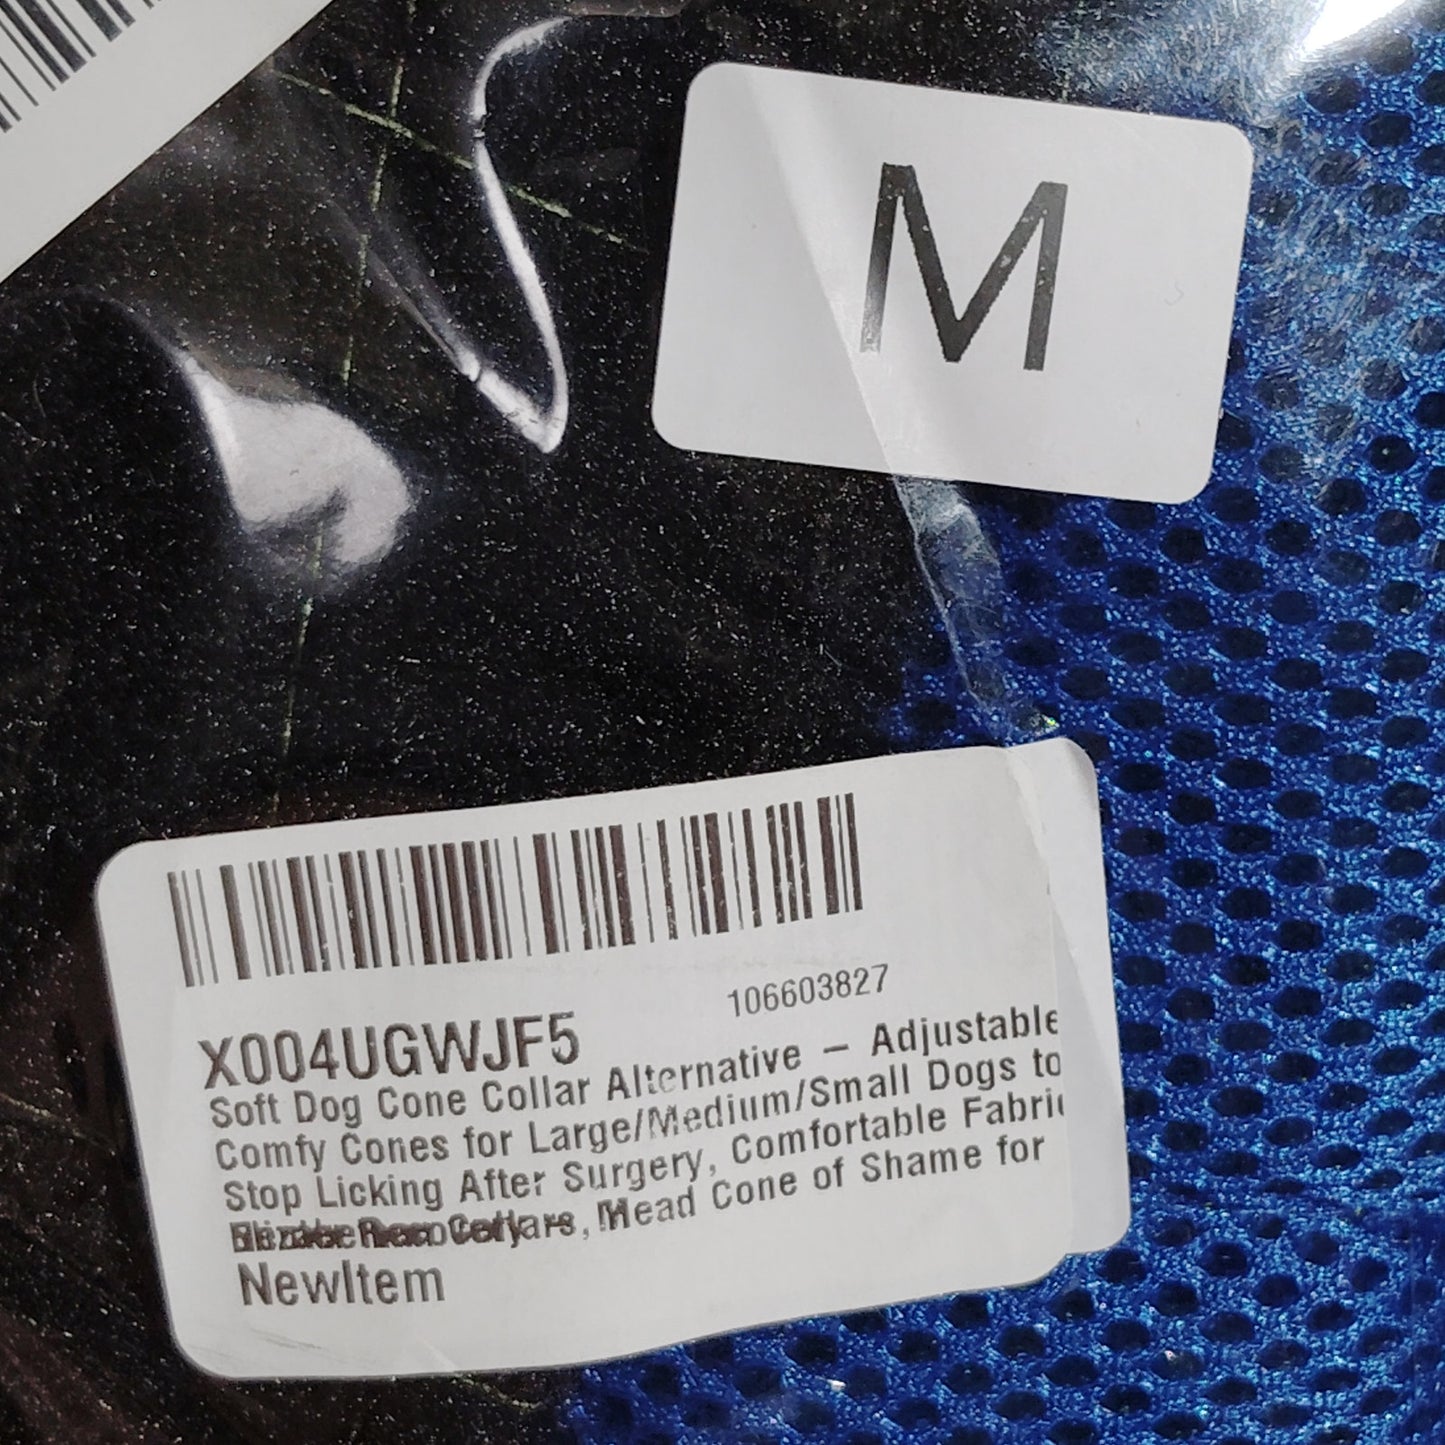 M
106603827
X004UGWJF5
Soft Dog Cone Collar Alternative – Adjustable
Comfy Cones for Large/Medium/Small Dogs to
Stop Licking After Surgery, Comfortable Fabric
Mead Cone of Shame for
NewItem